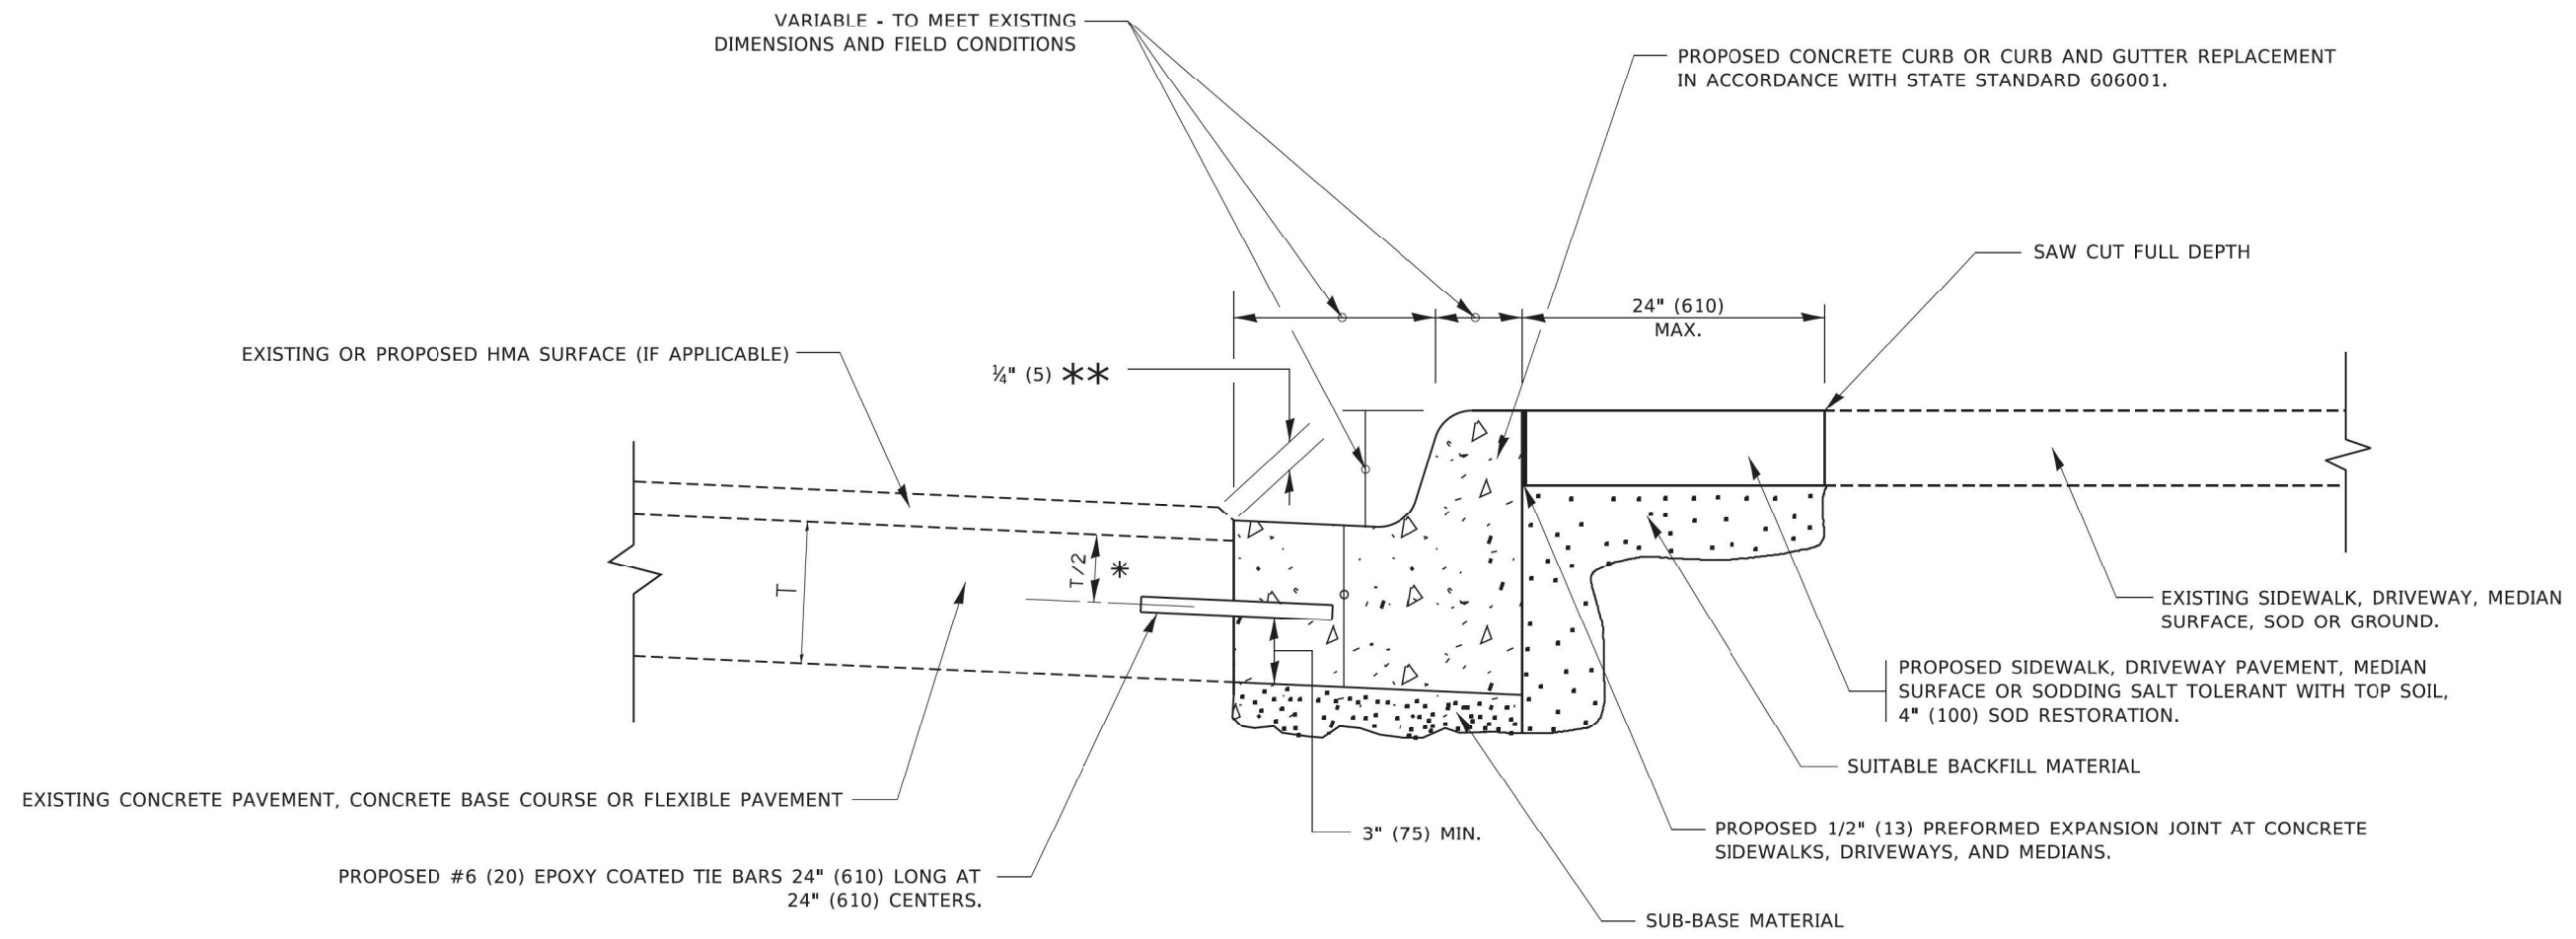 VARIABLE - TO MEET EXISTING
DIMENSIONS AND FIELD CONDITIONS
PROPOSED CONCRETE CURB OR CURB AND GUTTER REPLACEMENT
IN ACCORDANCE WITH STATE STANDARD 606001.
SAW CUT FULL DEPTH
24" (610)
MAX.
EXISTING OR PROPOSED HMA SURFACE (IF APPLICABLE)
¼" (5) **
T/2 *
T
EXISTING SIDEWALK, DRIVEWAY, MEDIAN
SURFACE, SOD OR GROUND.
PROPOSED SIDEWALK, DRIVEWAY PAVEMENT, MEDIAN
SURFACE OR SODDING SALT TOLERANT WITH TOP SOIL,
4" (100) SOD RESTORATION.
SUITABLE BACKFILL MATERIAL
EXISTING CONCRETE PAVEMENT, CONCRETE BASE COURSE OR FLEXIBLE PAVEMENT
3" (75) MIN.
PROPOSED 1/2" (13) PREFORMED EXPANSION JOINT AT CONCRETE
SIDEWALKS, DRIVEWAYS, AND MEDIANS.
PROPOSED #6 (20) EPOXY COATED TIE BARS 24" (610) LONG AT
24" (610) CENTERS.
SUB-BASE MATERIAL